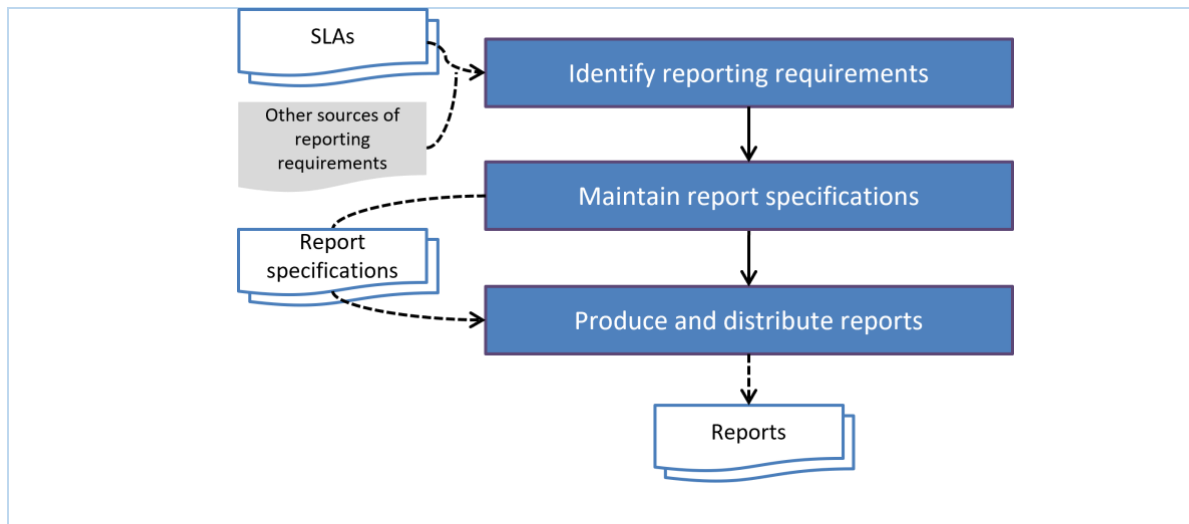 SLAs
Identify reporting requirements
Other sources of
reporting
requirements
Maintain report specifications
Report
specifications
Produce and distribute reports
Reports